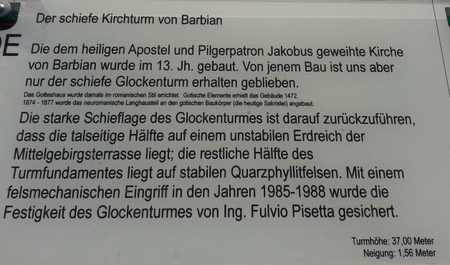 Der schiefe Kirchturm von Barbian
DE
Die dem heiligen Apostel und Pilgerpatron Jakobus geweihte Kirche
von Barbian wurde im 13. Jh. gebaut. Von jenem Bau ist uns aber
nur der schiefe Glockenturm erhalten geblieben.
Das Gotteshaus wurde damals im romanischen Stil errichtet. Gotische Elemente erhielt das Gebäude 1472.
1874 - 1877 wurde das neuromanische Langhausteil an den gotischen Baukörper (die heutige Sakristei) angebaut.
Die starke Schieflage des Glockenturmes ist darauf zurückzuführen,
dass die talseitige Hälfte auf einem unstabilen Erdreich der
Mittelgebirgsterrasse liegt; die restliche Hälfte des
Turmfundamentes liegt auf stabilen Quarzphyllitfelsen. Mit einem
felsmechanischen Eingriff in den Jahren 1985-1988 wurde die
Festigkeit des Glockenturmes von Ing. Fulvio Pisetta gesichert.
Turmhöhe: 37,00 Meter
Neigung: 1,56 Meter